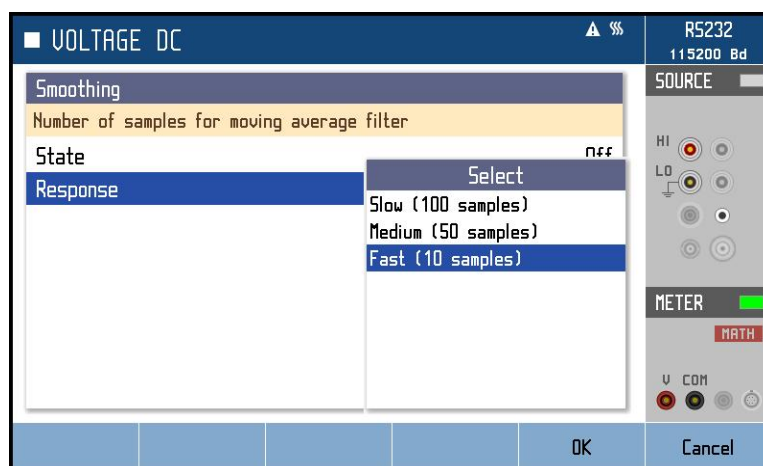 VOLTAGE DC
RS232
115200 Bd
Smoothing
Number of samples for moving average filter
State Off
Response
Select
Slow (100 samples)
Medium (50 samples)
Fast (10 samples)
SOURCE
HI
LO
METER
MATH
V COM
OK
Cancel